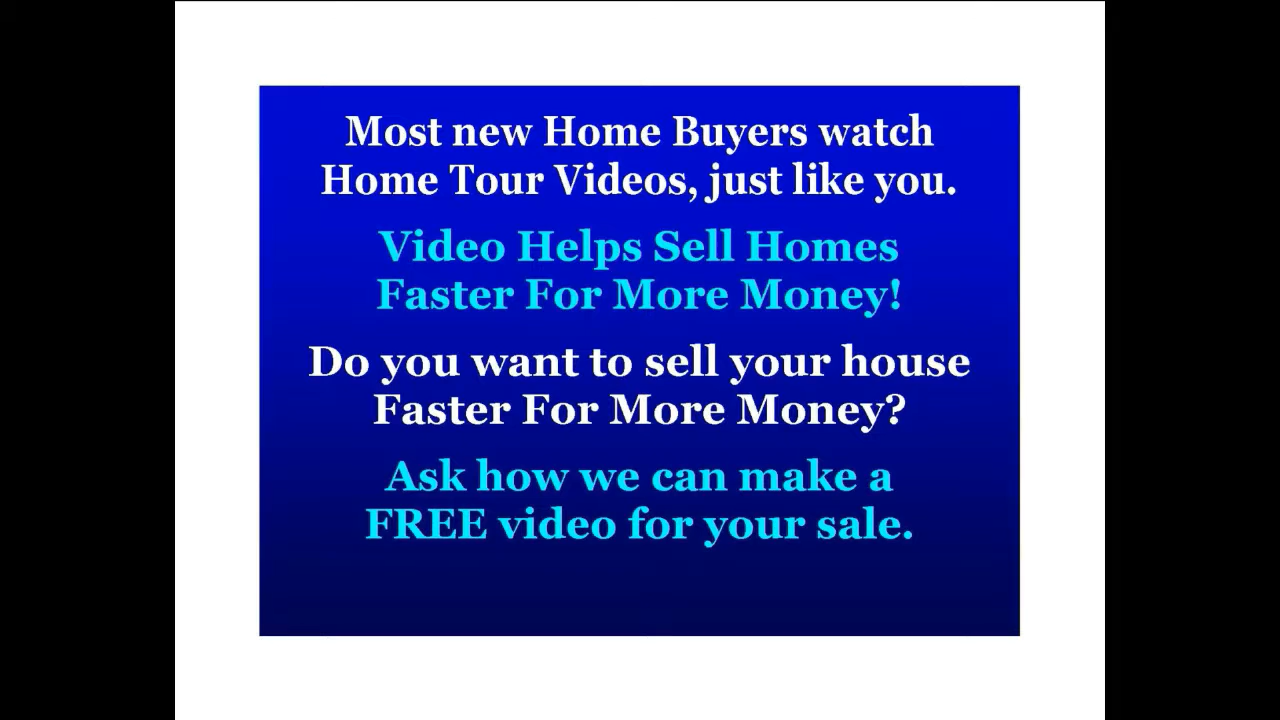 Most new Home Buyers watch
Home Tour Videos, just like you.
Video Helps Sell Homes
Faster For More Money!
Do you want to sell your house
Faster For More Money?
Ask how we can make a
FREE video for your sale.